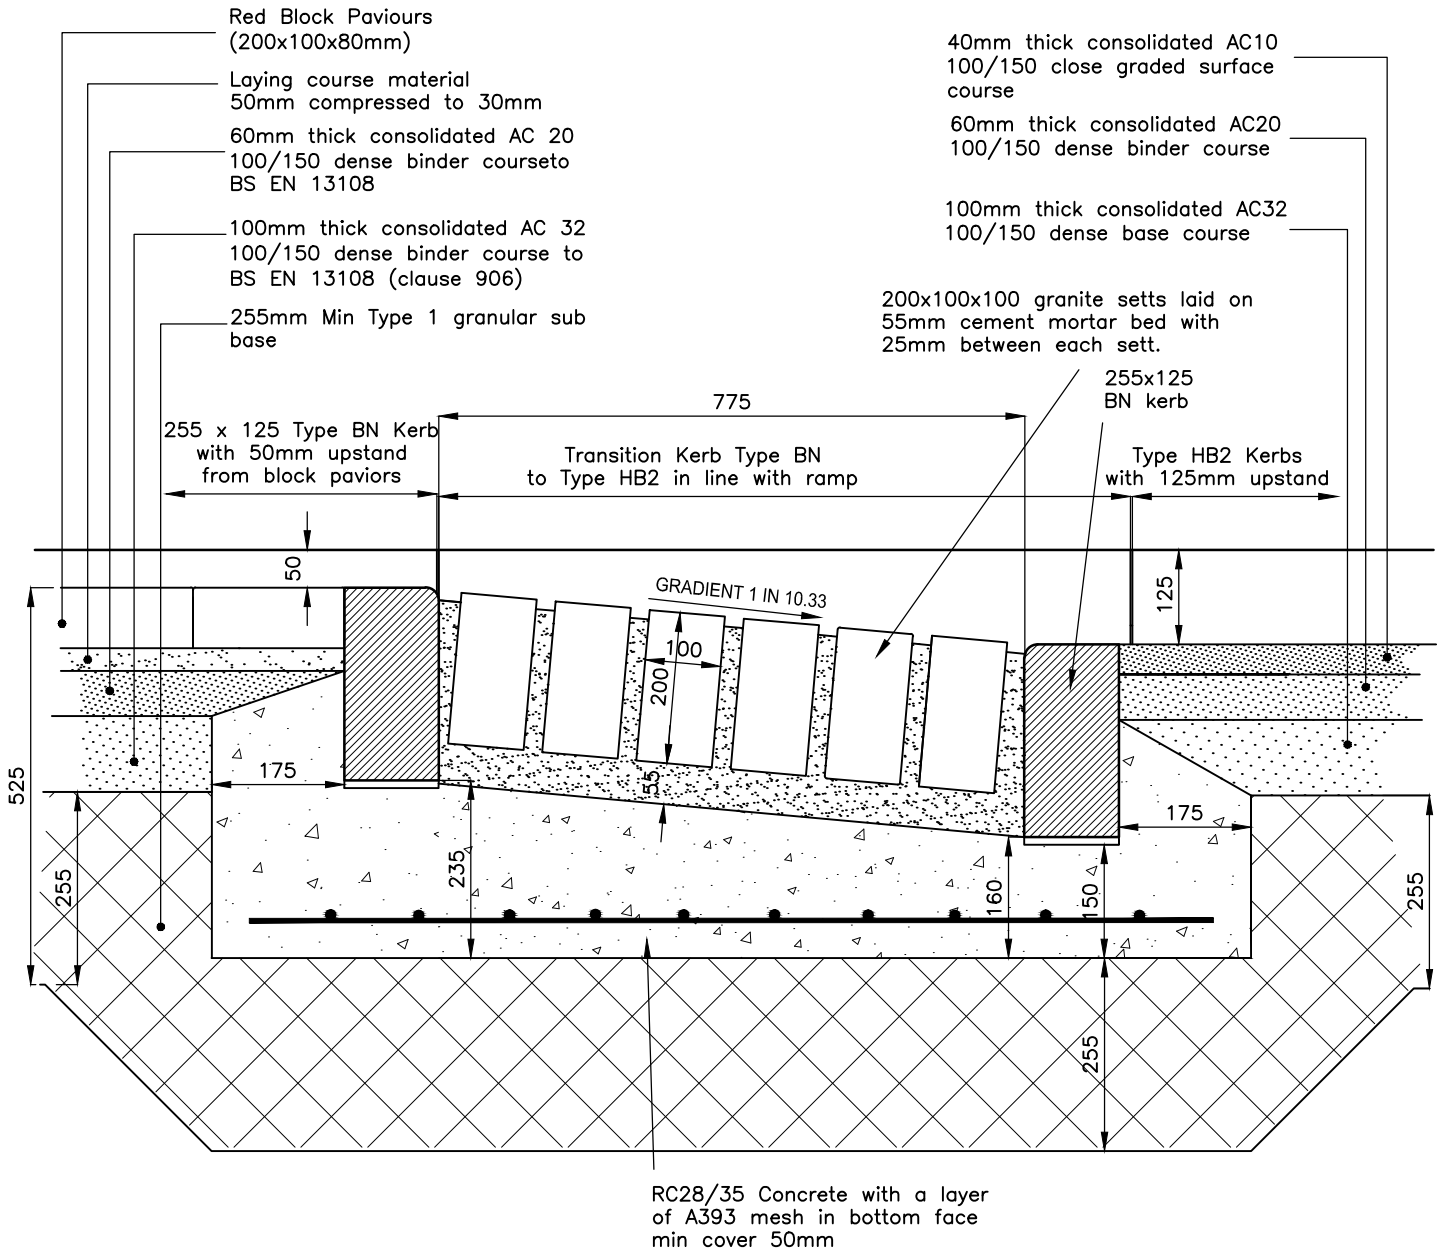 Red Block Paviours
(200x100x80mm)
Laying course material
50mm compressed to 30mm
60mm thick consolidated AC 20
100/150 dense binder courseto
BS EN 13108
100mm thick consolidated AC 32
100/150 dense binder course to
BS EN 13108 (clause 906)
255mm Min Type 1 granular sub
base
40mm thick consolidated AC10
100/150 close graded surface
course
60mm thick consolidated AC20
100/150 dense binder course
100mm thick consolidated AC32
100/150 dense base course
200x100x100 granite setts laid on
55mm cement mortar bed with
25mm between each sett.
255x125
BN kerb
775
255 x 125 Type BN Kerb
with 50mm upstand
from block paviors
Transition Kerb Type BN
to Type HB2 in line with ramp
Type HB2 Kerbs
with 125mm upstand
50
GRADIENT 1 IN 10.33
125
100
200
55
525
175
175
255
235
160
150
255
255
RC28/35 Concrete with a layer
of A393 mesh in bottom face
min cover 50mm